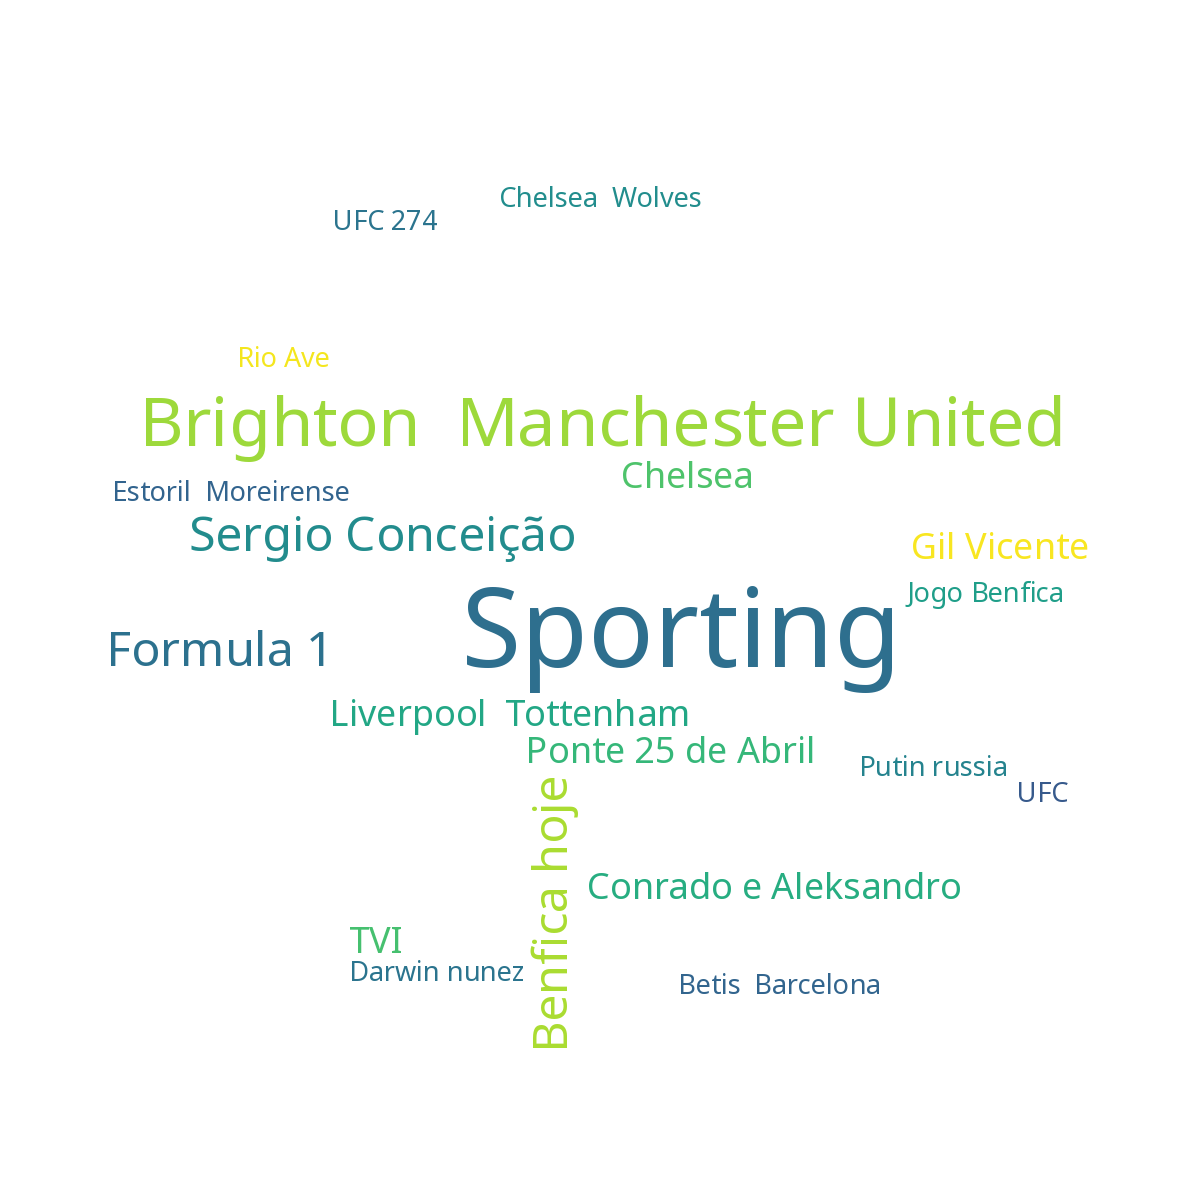 Chelsea  Wolves
UFC 274
Rio Ave
Brighton  Manchester United
Chelsea
Estoril  Moreirense
Sergio Conceição
Gil Vicente
Jogo Benfica
Sporting
Formula 1
Liverpool  Tottenham
Ponte 25 de Abril
Putin russia
UFC
Benfica hoje
Conrado e Aleksandro
TVI
Darwin nunez
Betis  Barcelona